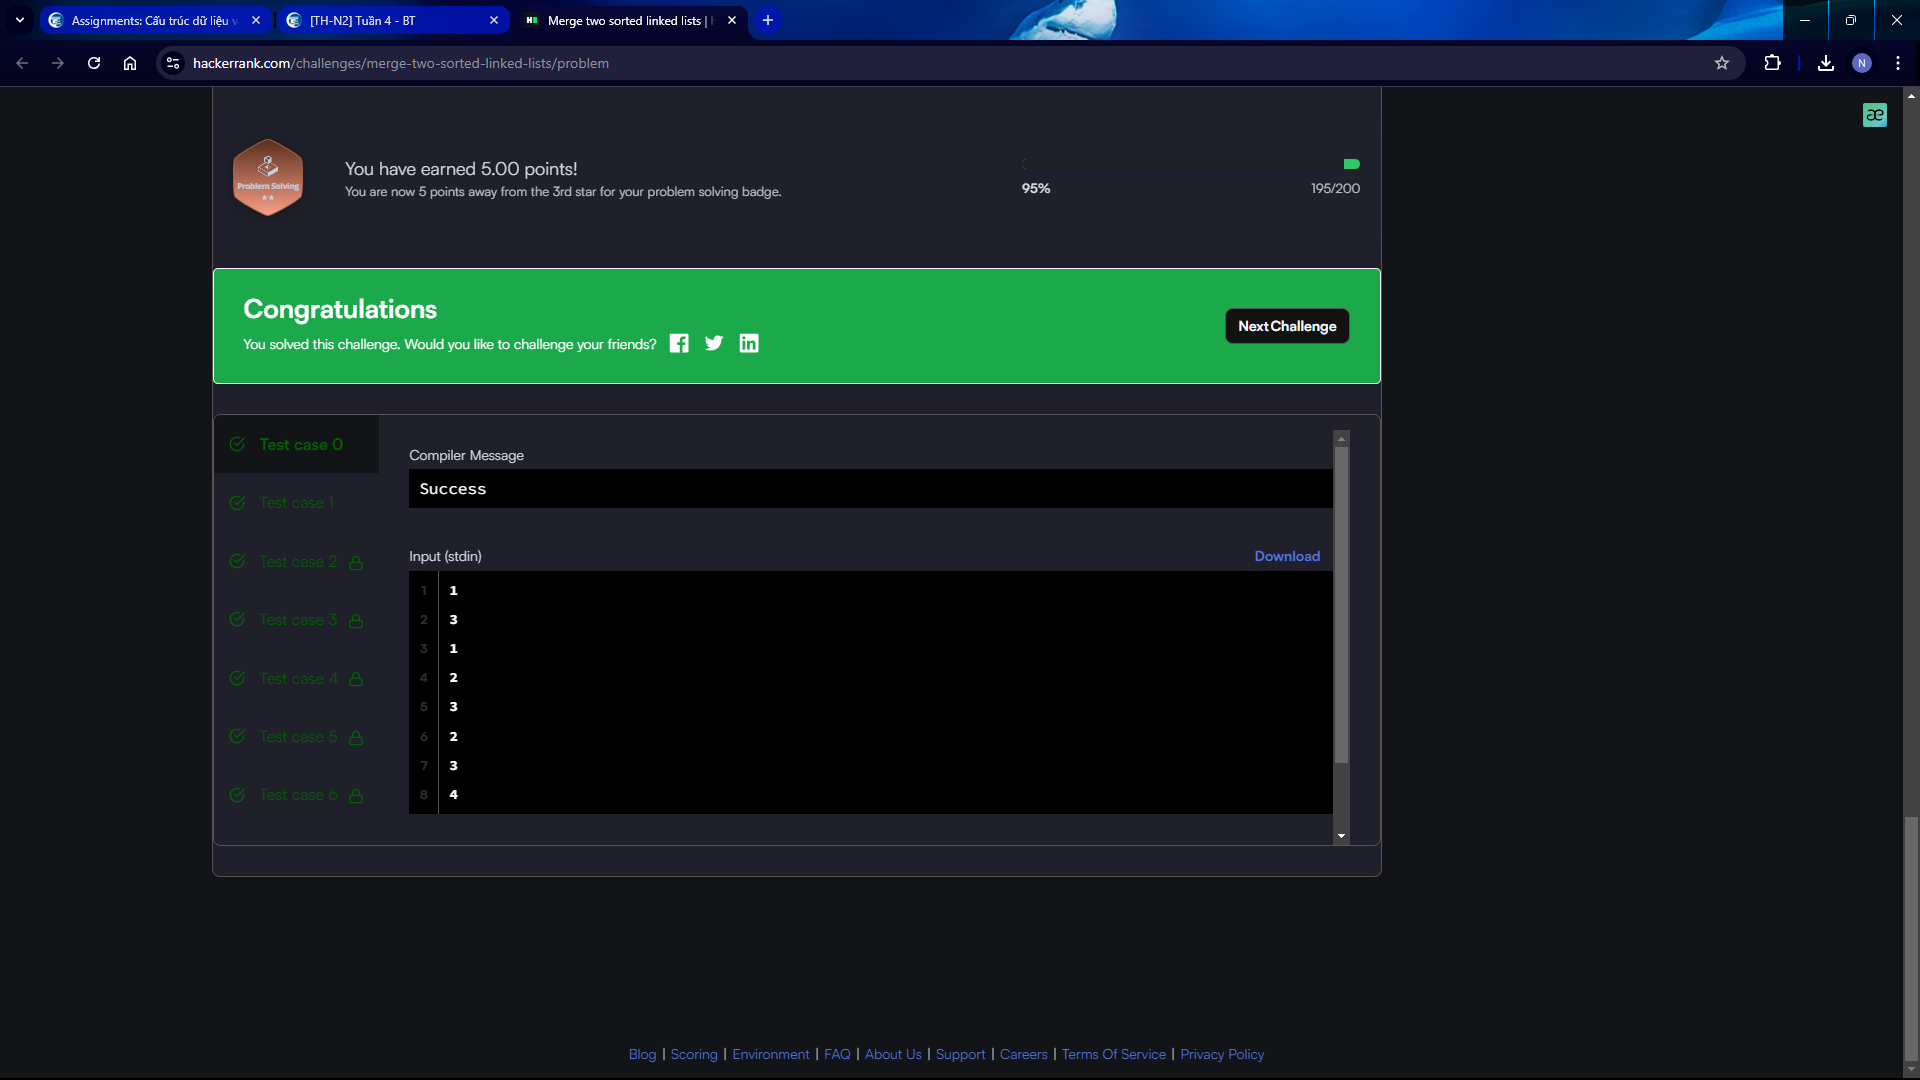 Assignments: Cấu trúc dữ liệu v
[TH-N2] Tuần 4 - BT
Merge two sorted linked lists |
hackerrank.com/challenges/merge-two-sorted-linked-lists/problem
N
æ
Problem Solving
You have earned 5.00 points!
You are now 5 points away from the 3rd star for your problem solving badge.
95%
195/200
Congratulations
You solved this challenge. Would you like to challenge your friends?
Next Challenge
Test case 0
Test case 1
Test case 2
Test case 3
Test case 4
Test case 5
Test case 6
Compiler Message
Success
Input (stdin)
Download
1 1
2 3
3 1
4 2
5 3
6 2
7 3
8 4
Blog | Scoring | Environment | FAQ | About Us | Support | Careers | Terms Of Service | Privacy Policy